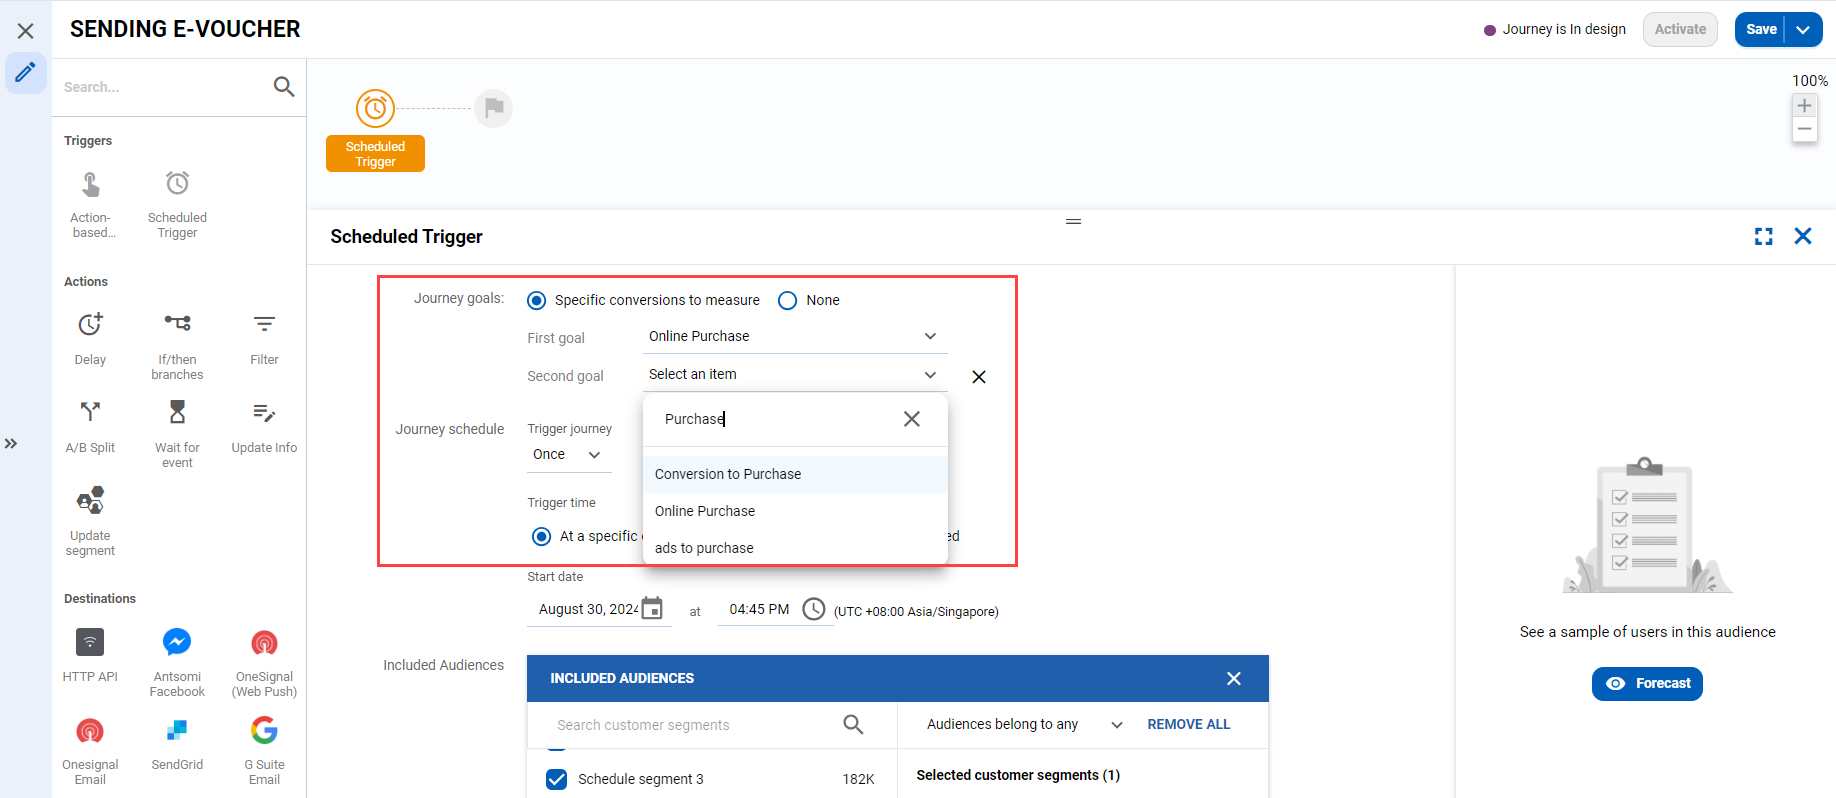 SENDING E-VOUCHER
Journey is In design
Activate
Save
Search...
100%
Triggers
Action-
based...
Scheduled
Trigger
Actions
Delay
If/then
branches
Filter
A/B Split
Wait for
event
Update Info
Update
segment
Destinations
HTTP API
Antsomi
Facebook
OneSignal
(Web Push)
Onesignal
Email
SendGrid
G Suite
Email
Scheduled
Trigger
Scheduled Trigger
Journey goals:
Specific conversions to measure
None
First goal
Online Purchase
Second goal
Select an item
Purchase
Conversion to Purchase
Online Purchase
ads to purchase
Journey schedule
Trigger journey
Once
Trigger time
At a specific
ed
Start date
August 30, 2024
at
04:45 PM
(UTC +08:00 Asia/Singapore)
Included Audiences
INCLUDED AUDIENCES
Search customer segments
Audiences belong to any
REMOVE ALL
Schedule segment 3
182K
Selected customer segments (1)
See a sample of users in this audience
Forecast